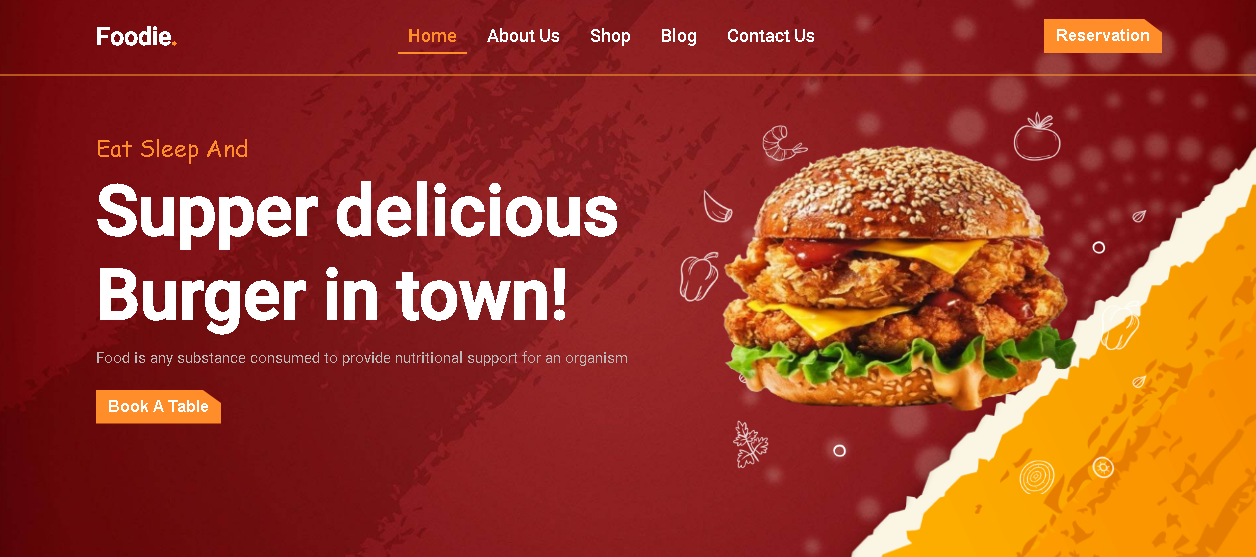 Foodie.
Home About Us Shop Blog Contact Us
Reservation
Eat Sleep And
Supper delicious
Burger in town!
Food is any substance consumed to provide nutritional support for an organism
Book A Table